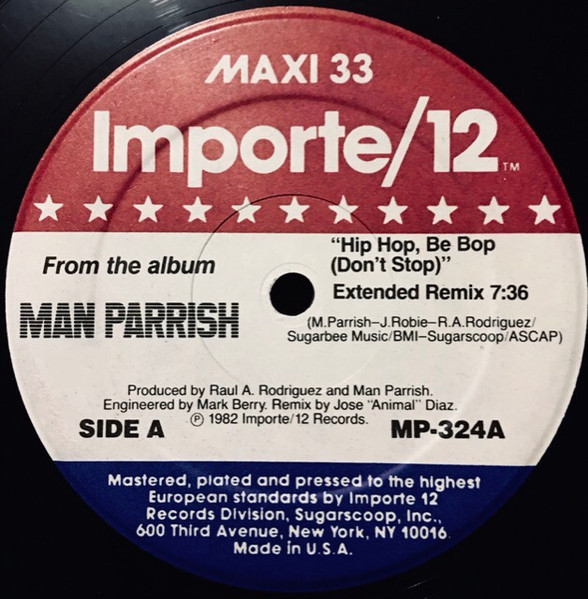 MAXI 33
Importe/12 TM
"Hip Hop, Be Bop
(Don't Stop)"
From the album
Extended Remix 7:36
MAN PARRISH
(M.Parrish–J.Robie–R.A.Rodriguez/
Sugarbee Music/BMI–Sugarscoop/ASCAP)
Produced by Raul A. Rodriguez and Man Parrish.
Engineered by Mark Berry. Remix by Jose "Animal" Diaz.
℗ 1982 Importe/12 Records.
SIDE A
MP-324A
Mastered, plated and pressed to the highest
European standards by Importe 12
Records Division, Sugarscoop, Inc.,
600 Third Avenue, New York, NY 10016
Made in U.S.A.